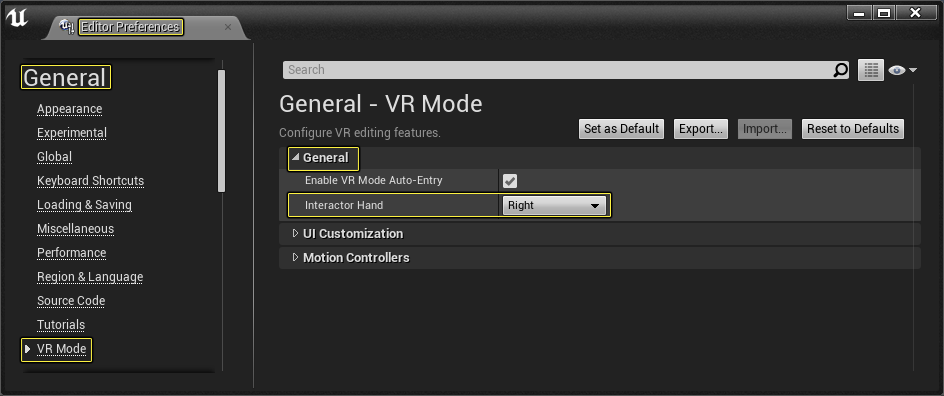 Editor Preferences
General
Appearance
Experimental
Global
Keyboard Shortcuts
Loading & Saving
Miscellaneous
Performance
Region & Language
Source Code
Tutorials
VR Mode
Search
General - VR Mode
Configure VR editing features.
Set as Default
Export...
Import...
Reset to Defaults
General
Enable VR Mode Auto-Entry
Interactor Hand Right
UI Customization
Motion Controllers